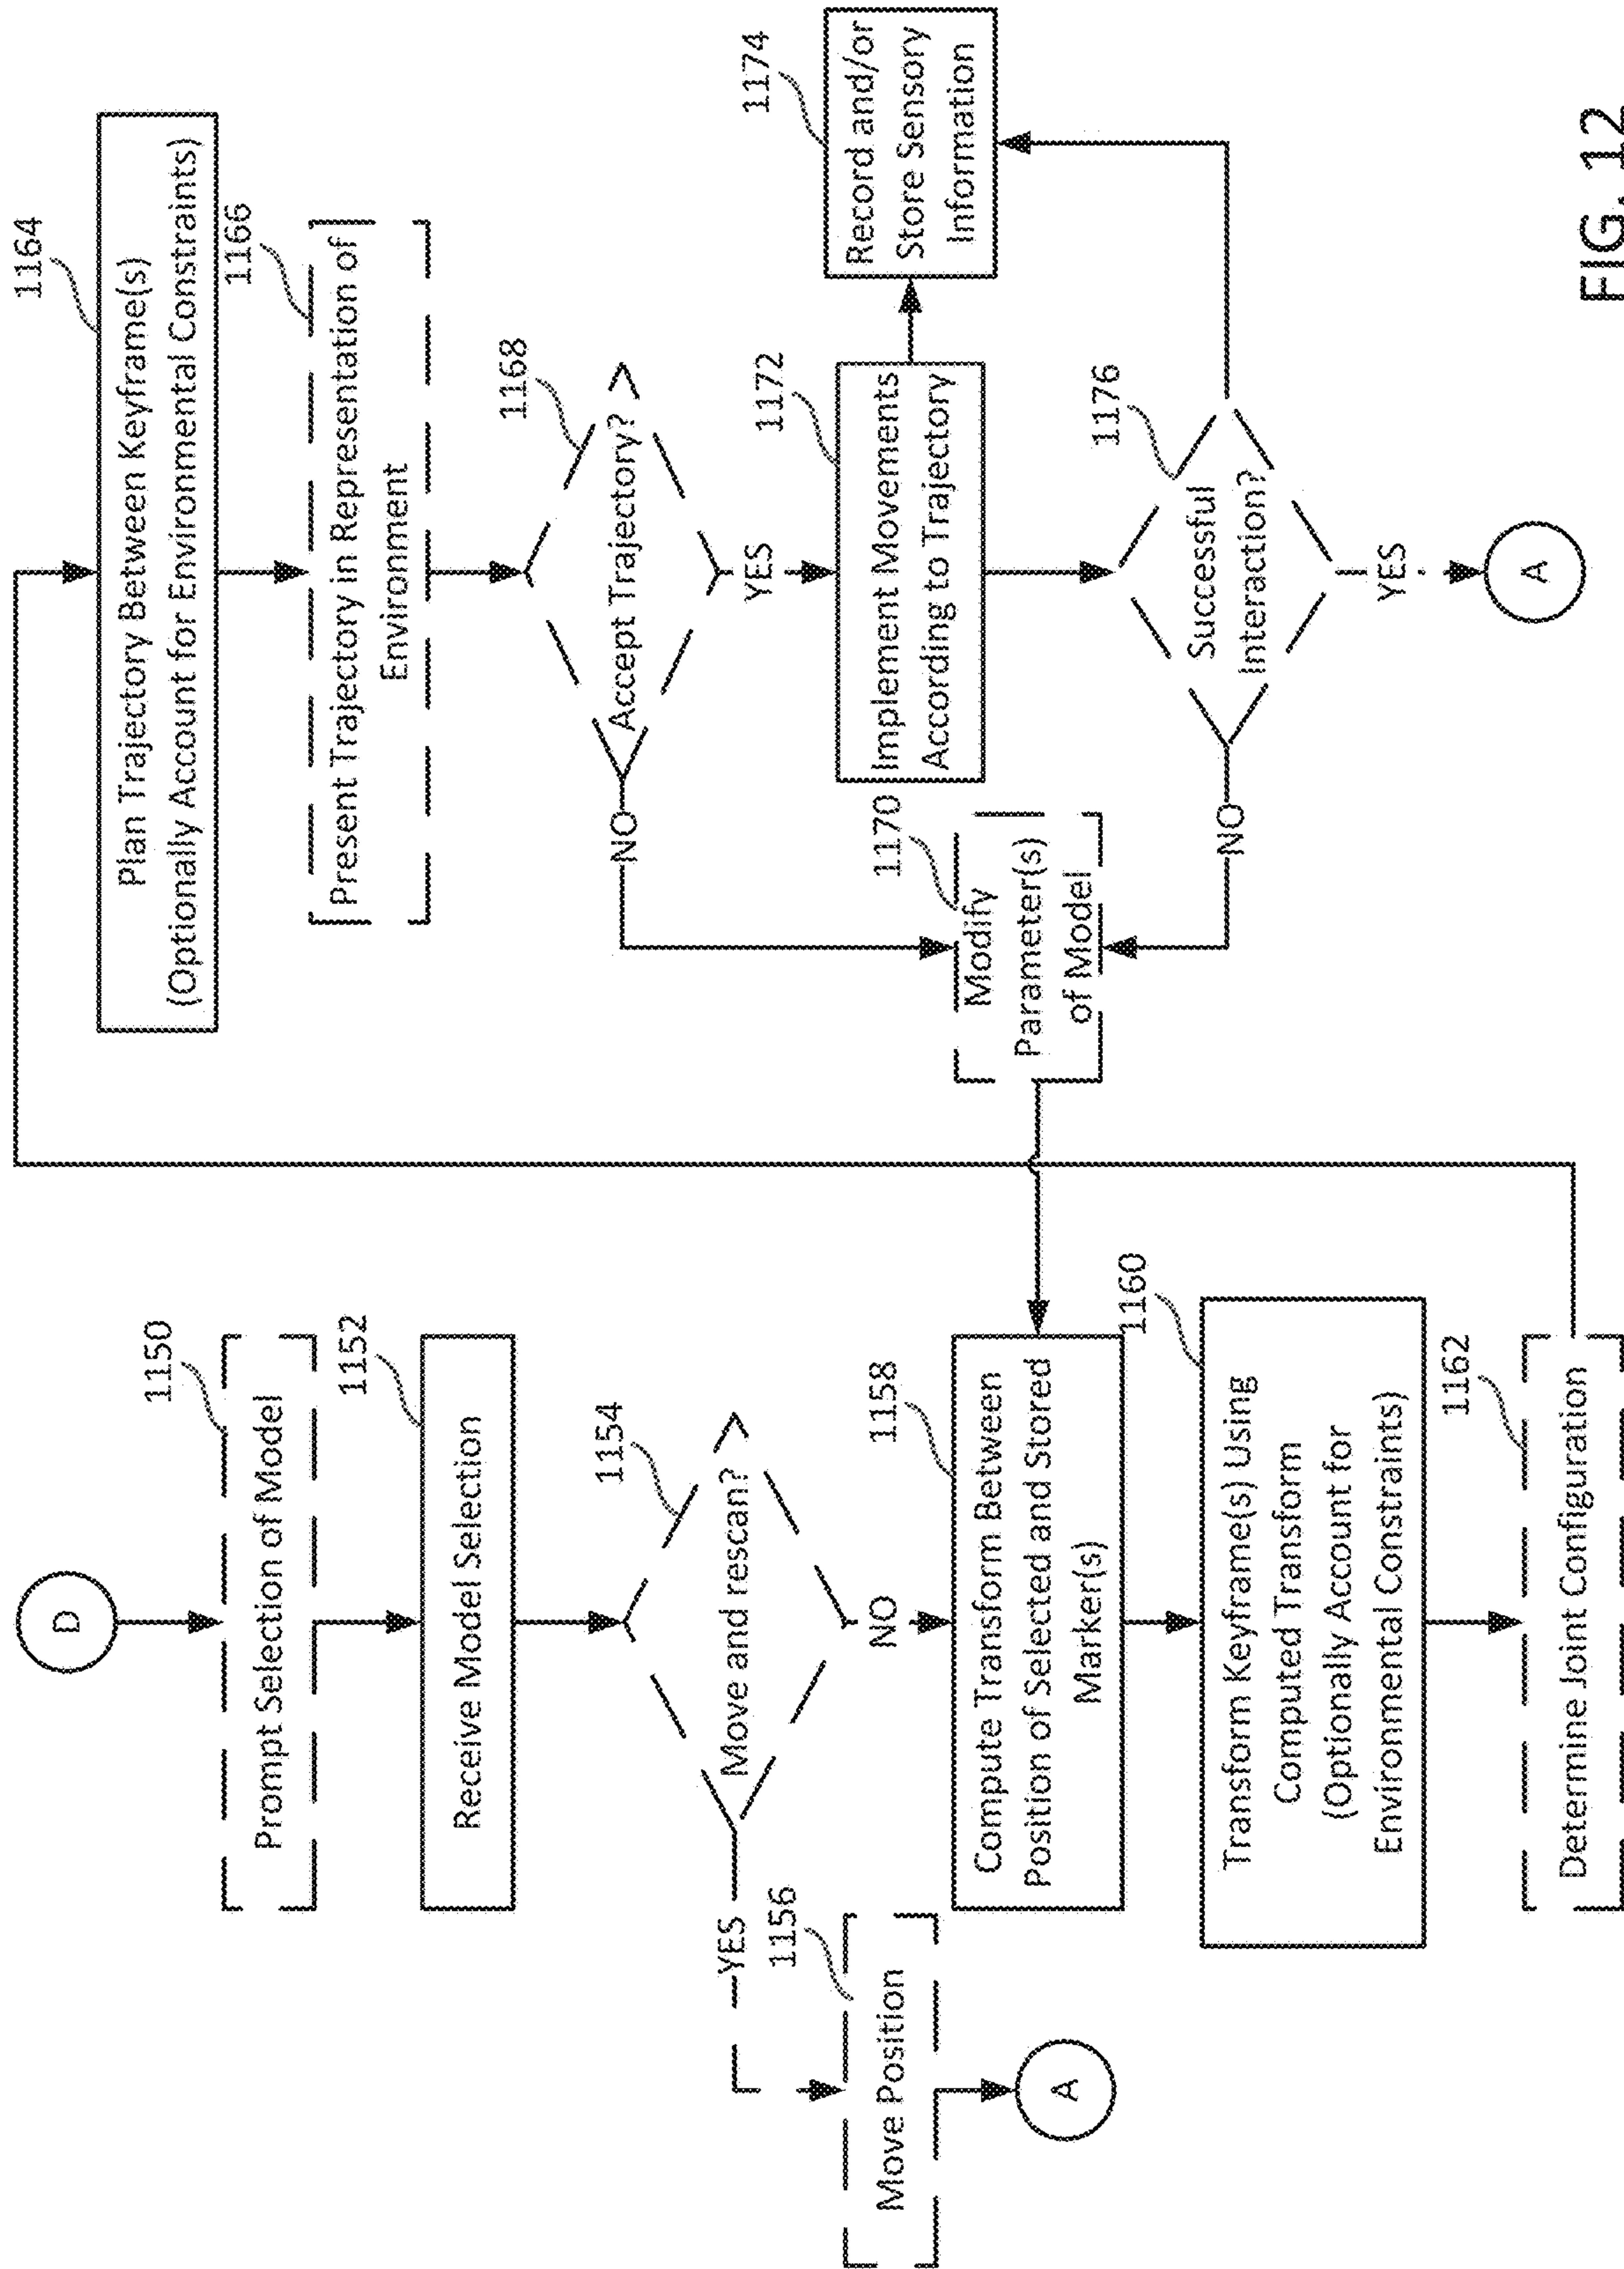 D
1150
Prompt Selection of Model
1152
Receive Model Selection
1154
Move and rescan?
YES
1156
Move Position
A
NO
1158
Compute Transform Between
Position of Selected and Stored
Marker(s)
1160
Transform Keyframe(s) Using
Computed Transform
(Optionally Account for
Environmental Constraints)
1162
Determine Joint Configuration
1164
Plan Trajectory Between Keyframe(s)
(Optionally Account for Environmental Constraints)
1166
Present Trajectory in Representation of
Environment
1168
Accept Trajectory?
NO
YES
1170
Modify
Parameter(s)
of Model
1172
Implement Movements
According to Trajectory
1174
Record and/or
Store Sensory
Information
1176
Successful
Interaction?
NO
YES
A
FIG. 12